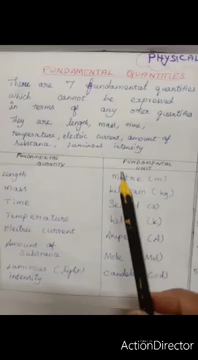 PHYSICAL
FUNDAMENTAL QUANTITIES
There are 7 fundamental quantities
which cannot be expressed
in terms of any other quantities
They are length, mass, time,
temperature, electric current, amount of
substance, luminous intensity
FUNDAMENTAL QUANTITY
FUNDAMENTAL UNIT
Length
metre (m)
Mass
(kg)
Time
(s)
Temperature
(k)
Electric current
(A)
Amount of substance
Mole (Mol)
Luminous (light) intensity
Candela (Cd)
ActionDirector